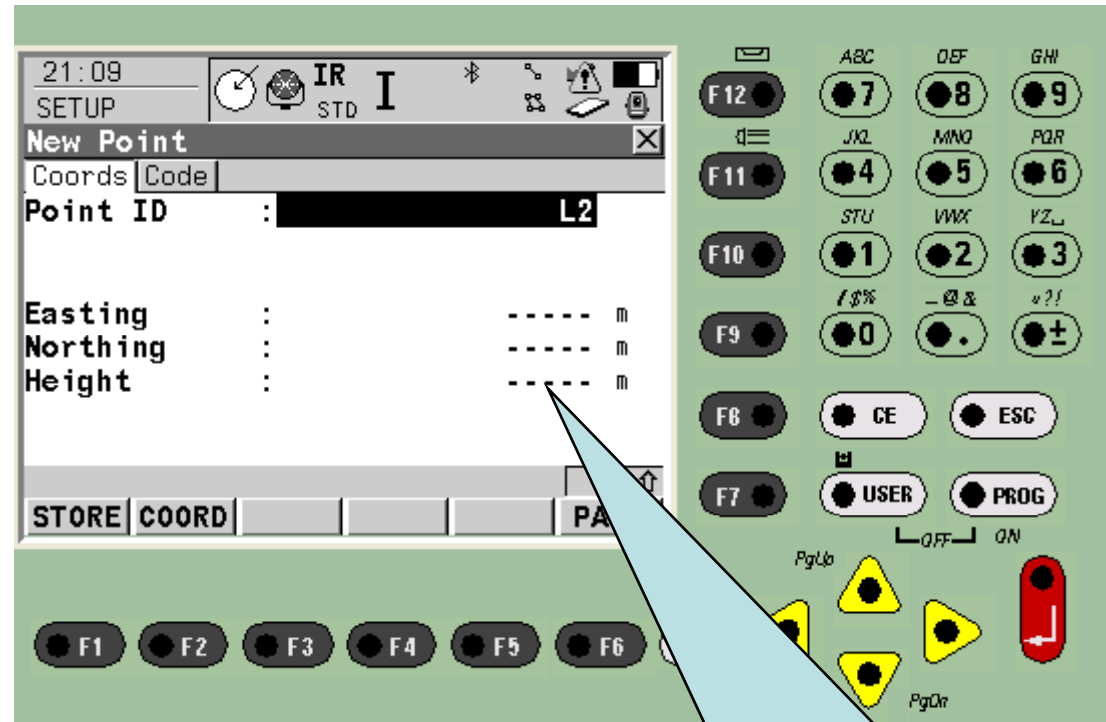 21:09
SETUP
IR
STD
I
New Point
Coords Code
Point ID : L2
Easting : ----- m
Northing : ----- m
Height : ----- m
STORE COORD
F1 F2 F3 F4 F5 F6
F12
ABC DEF GHI
7 8 9
F11
JKL MNO PQR
4 5 6
F10
STU VWX YZ
1 2 3
F9
/$% _@& *?!
0 . ±
F8 CE ESC
F7 USER PROG
OFF ON
PgUp
PgDn